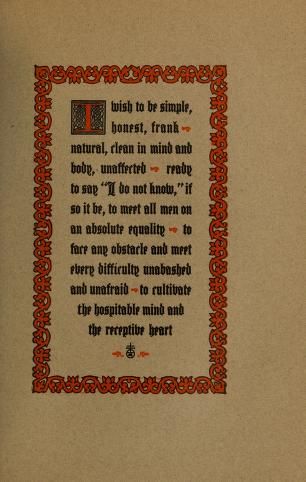 I wish to be simple,
honest, frank
natural, clean in mind and
body, unaffected ready
to say "I do not know," if
so it be, to meet all men on
an absolute equality to
face any obstacle and meet
every difficulty unabashed
and unafraid to cultivate
the hospitable mind and
the receptive heart